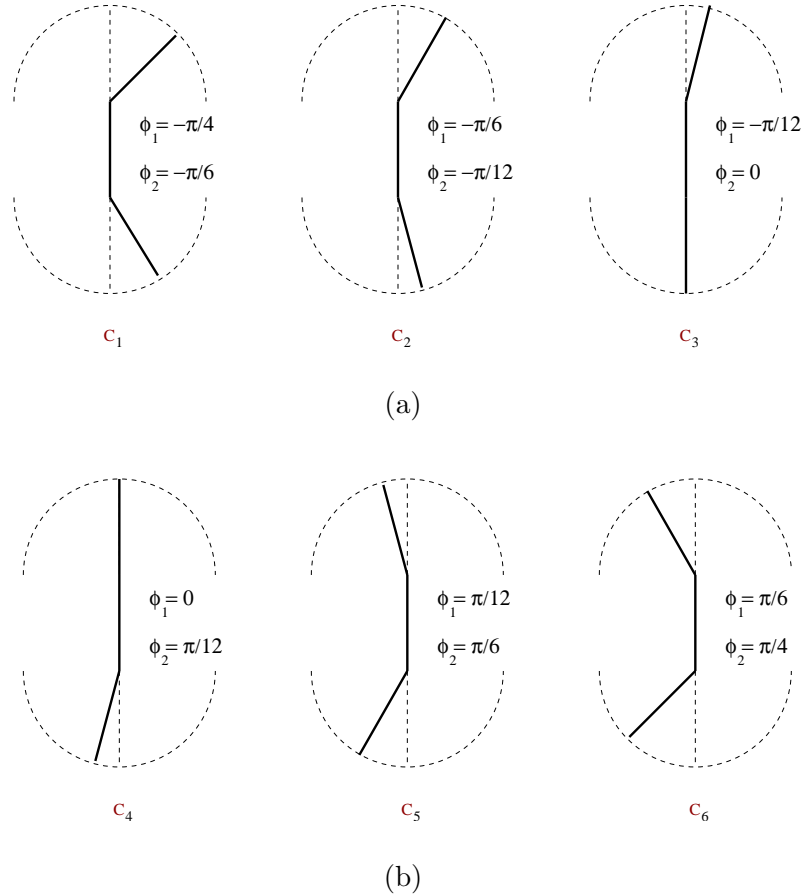 ϕ₁= −π/4 ϕ₁= −π/6 ϕ₁= −π/12
ϕ₂= −π/6 ϕ₂= −π/12 ϕ₂= 0
C₁ C₂ C₃
(a)
ϕ₁= 0 ϕ₁= π/12 ϕ₁= π/6
ϕ₂= π/12 ϕ₂= π/6 ϕ₂= π/4
C₄ C₅ C₆
(b)